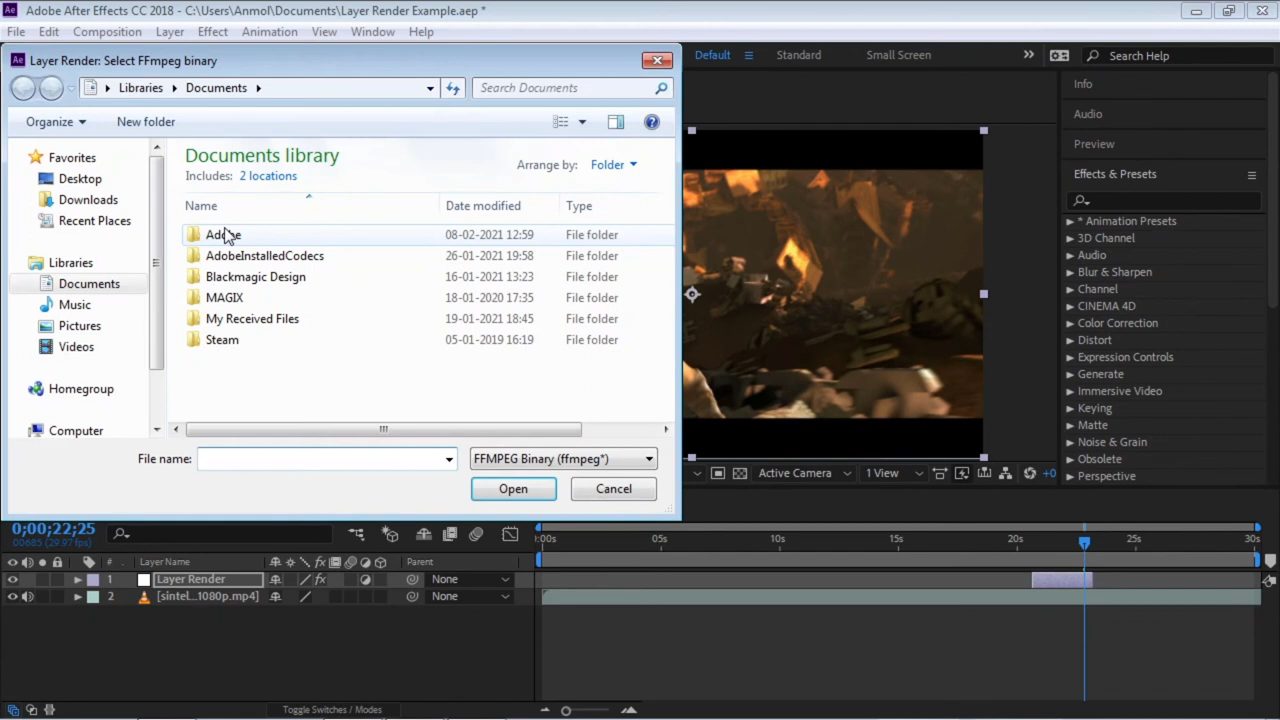 Adobe After Effects CC 2018 - C:\Users\Anmol\Documents\Layer Render Example.aep *
File Edit Composition Layer Effect Animation View Window Help
Layer Render: Select FFmpeg binary
Libraries Documents
Search Documents
Default Standard Small Screen
Search Help
Organize New folder
Favorites
Desktop
Downloads
Recent Places
Libraries
Documents
Music
Pictures
Videos
Homegroup
Computer
Documents library
Includes: 2 locations
Arrange by: Folder
Name Date modified Type
Adobe 08-02-2021 12:59 File folder
AdobeInstalledCodecs 26-01-2021 19:58 File folder
Blackmagic Design 16-01-2021 13:23 File folder
MAGIX 18-01-2020 17:35 File folder
My Received Files 19-01-2021 18:45 File folder
Steam 05-01-2019 16:19 File folder
File name:
FFMPEG Binary (ffmpeg*)
Open Cancel
Info
Audio
Preview
Effects & Presets
* Animation Presets
3D Channel
Audio
Blur & Sharpen
Channel
CINEMA 4D
Color Correction
Distort
Expression Controls
Generate
Immersive Video
Keying
Matte
Noise & Grain
Obsolete
Perspective
Active Camera 1 View +0
0;00;22;25
00685 (29.97 fps)
:00s 05s 10s 15s 20s 25s 30s
# Layer Name Parent
1 Layer Render None
2 [sintel...1080p.mp4] None
Toggle Switches / Modes